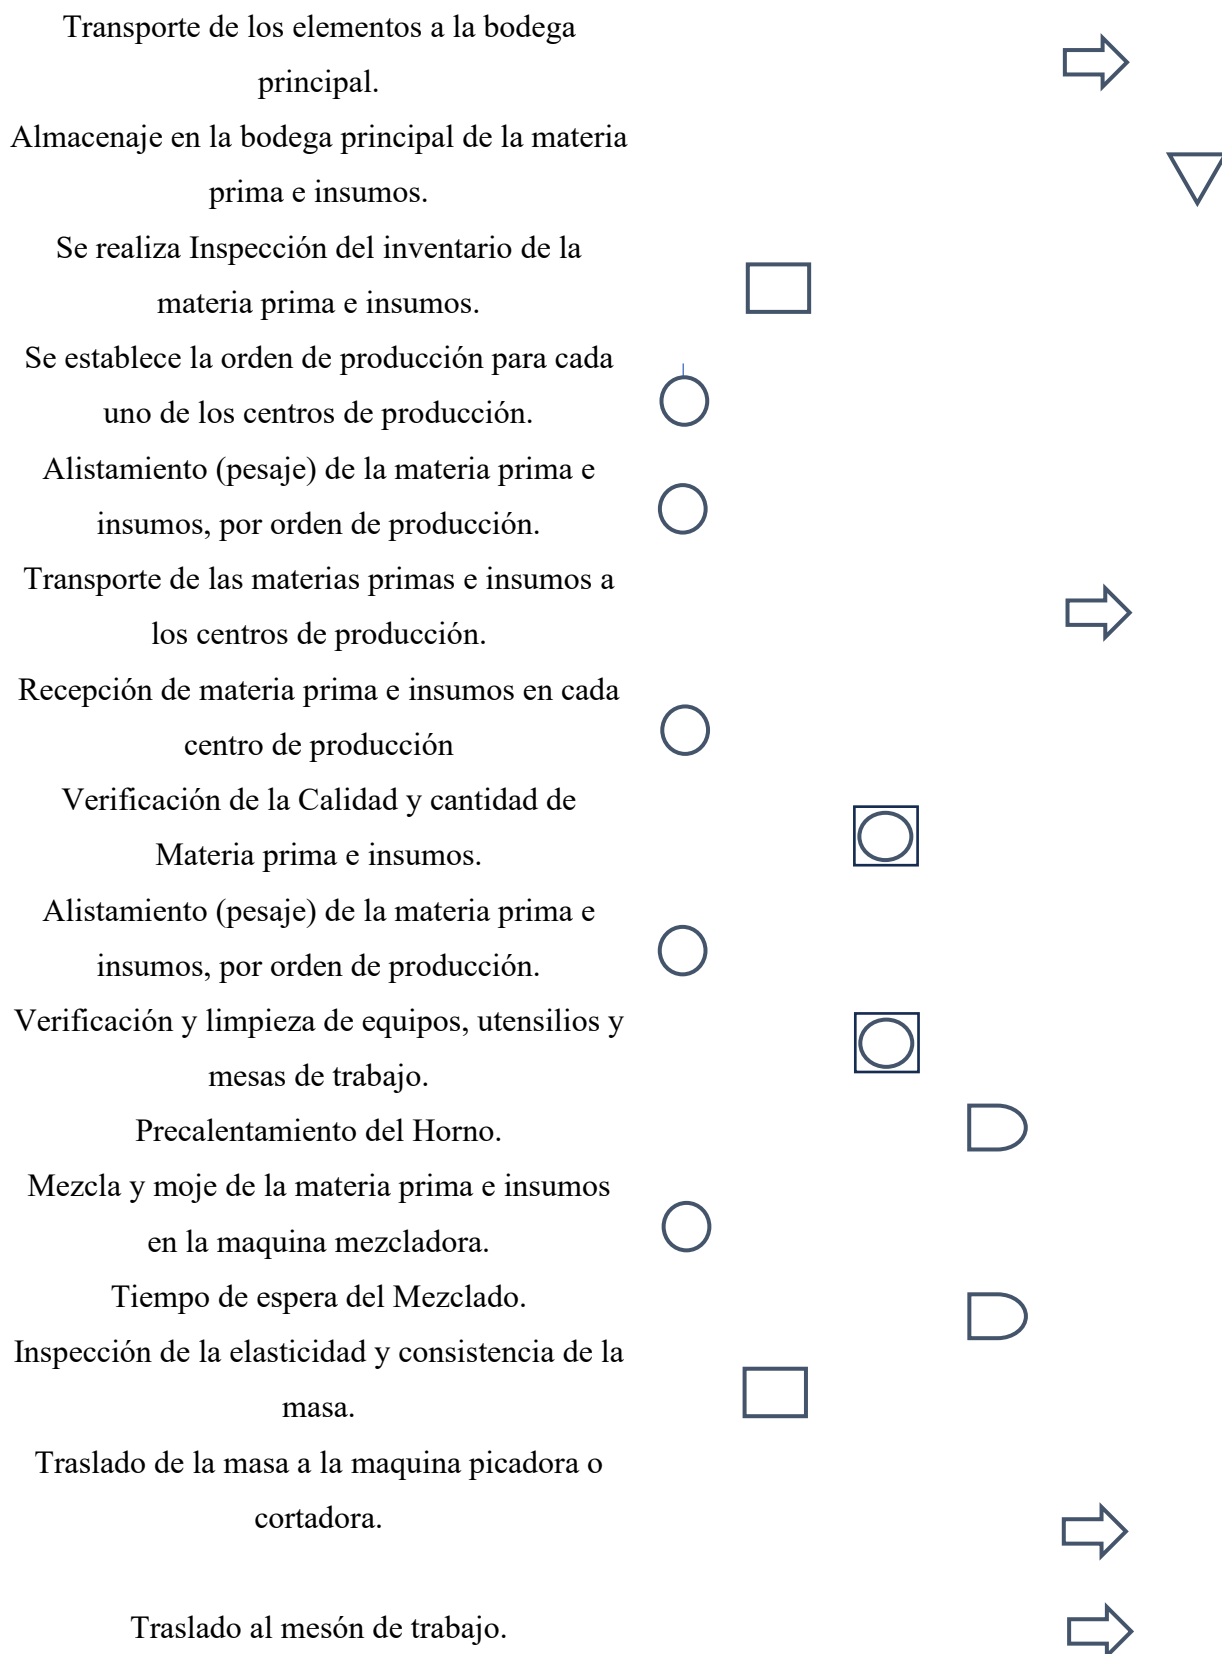 Transporte de los elementos a la bodega
principal.
Almacenaje en la bodega principal de la materia
prima e insumos.
Se realiza Inspección del inventario de la
materia prima e insumos.
Se establece la orden de producción para cada
uno de los centros de producción.
Alistamiento (pesaje) de la materia prima e
insumos, por orden de producción.
Transporte de las materias primas e insumos a
los centros de producción.
Recepción de materia prima e insumos en cada
centro de producción
Verificación de la Calidad y cantidad de
Materia prima e insumos.
Alistamiento (pesaje) de la materia prima e
insumos, por orden de producción.
Verificación y limpieza de equipos, utensilios y
mesas de trabajo.
Precalentamiento del Horno.
Mezcla y moje de la materia prima e insumos
en la maquina mezcladora.
Tiempo de espera del Mezclado.
Inspección de la elasticidad y consistencia de la
masa.
Traslado de la masa a la maquina picadora o
cortadora.
Traslado al mesón de trabajo.